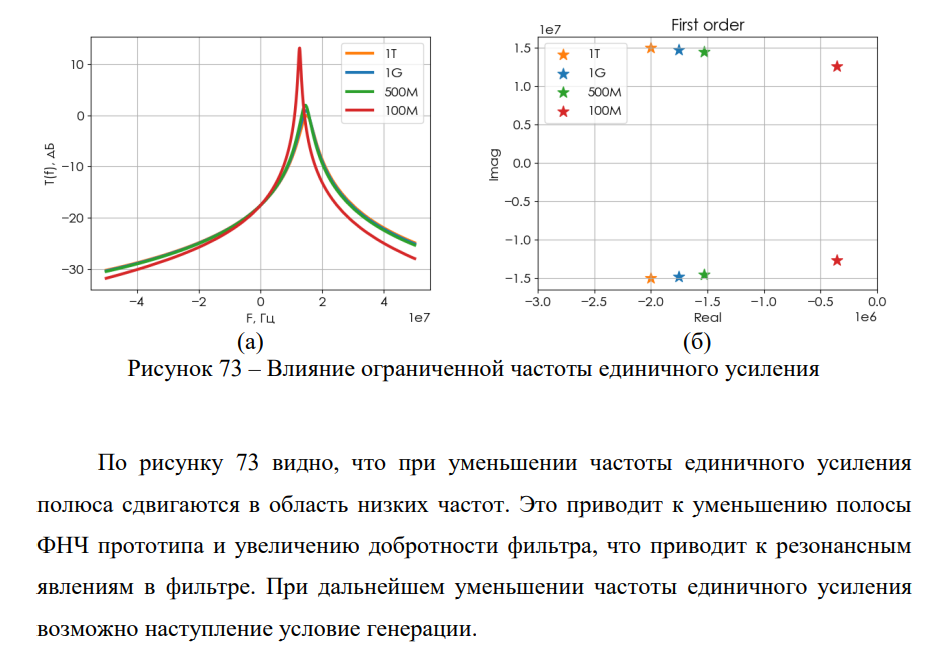 First order
1e7
1T
1G
500M
100M
10
0
−10
−20
−30
T(f), дБ
−4
−2
0
2
4
F, Гц
1e7
1T
1G
500M
100M
1.5
1.0
0.5
0.0
−0.5
−1.0
−1.5
Imag
−3.0
−2.5
−2.0
−1.5
−1.0
−0.5
0.0
Real
1e6
(а)
(б)
Рисунок 73 – Влияние ограниченной частоты единичного усиления
По рисунку 73 видно, что при уменьшении частоты единичного усиления
полюса сдвигаются в область низких частот. Это приводит к уменьшению полосы
ФНЧ прототипа и увеличению добротности фильтра, что приводит к резонансным
явлениям в фильтре. При дальнейшем уменьшении частоты единичного усиления
возможно наступление условие генерации.